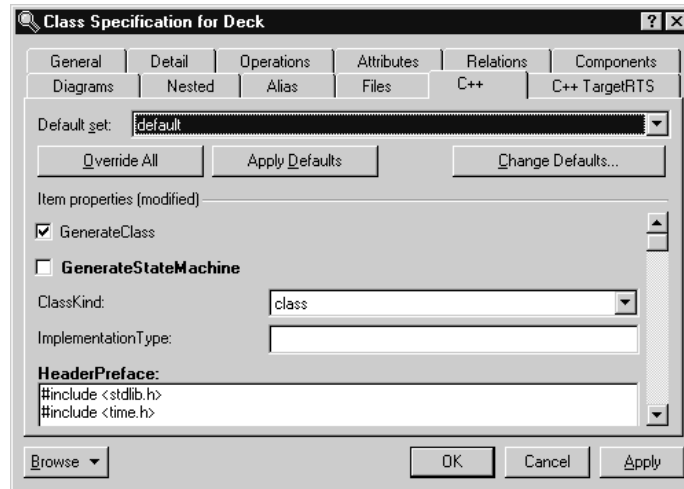 Class Specification for Deck
General Detail Operations Attributes Relations Components
Diagrams Nested Alias Files C++ C++ TargetRTS
Default set: default
Override All Apply Defaults Change Defaults...
Item properties (modified)
GenerateClass
GenerateStateMachine
ClassKind: class
ImplementationType:
HeaderPreface:
#include <stdlib.h>
#include <time.h>
Browse OK Cancel Apply